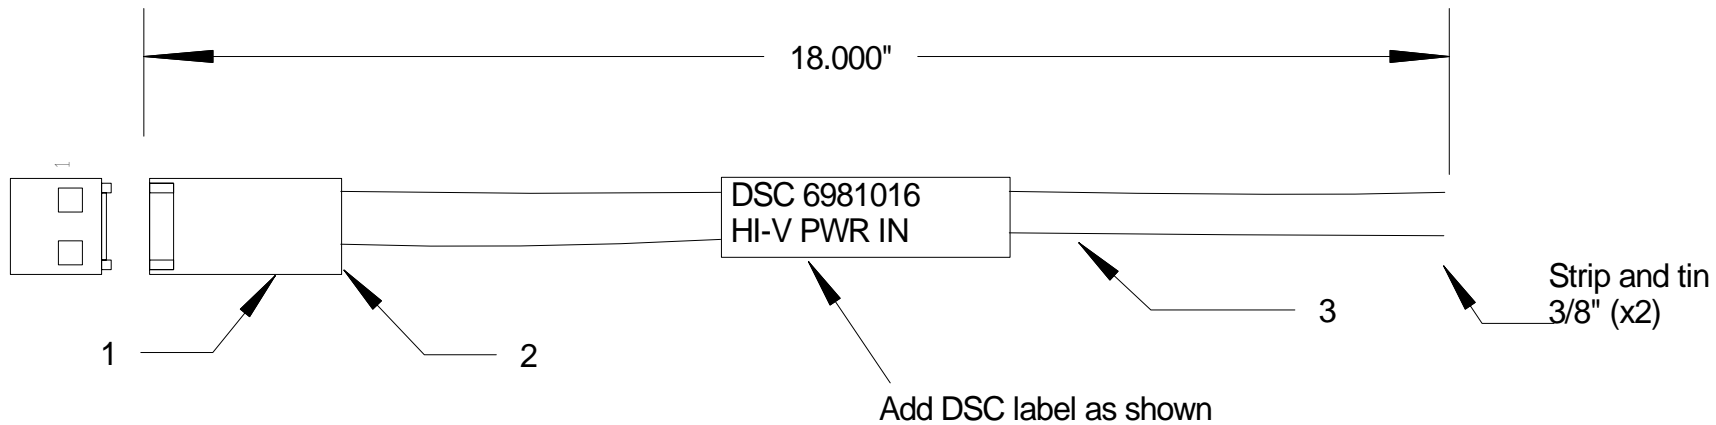 18.000"
1
DSC 6981016
HI-V PWR IN
Strip and tin
3/8" (x2)
3
1
2
Add DSC label as shown